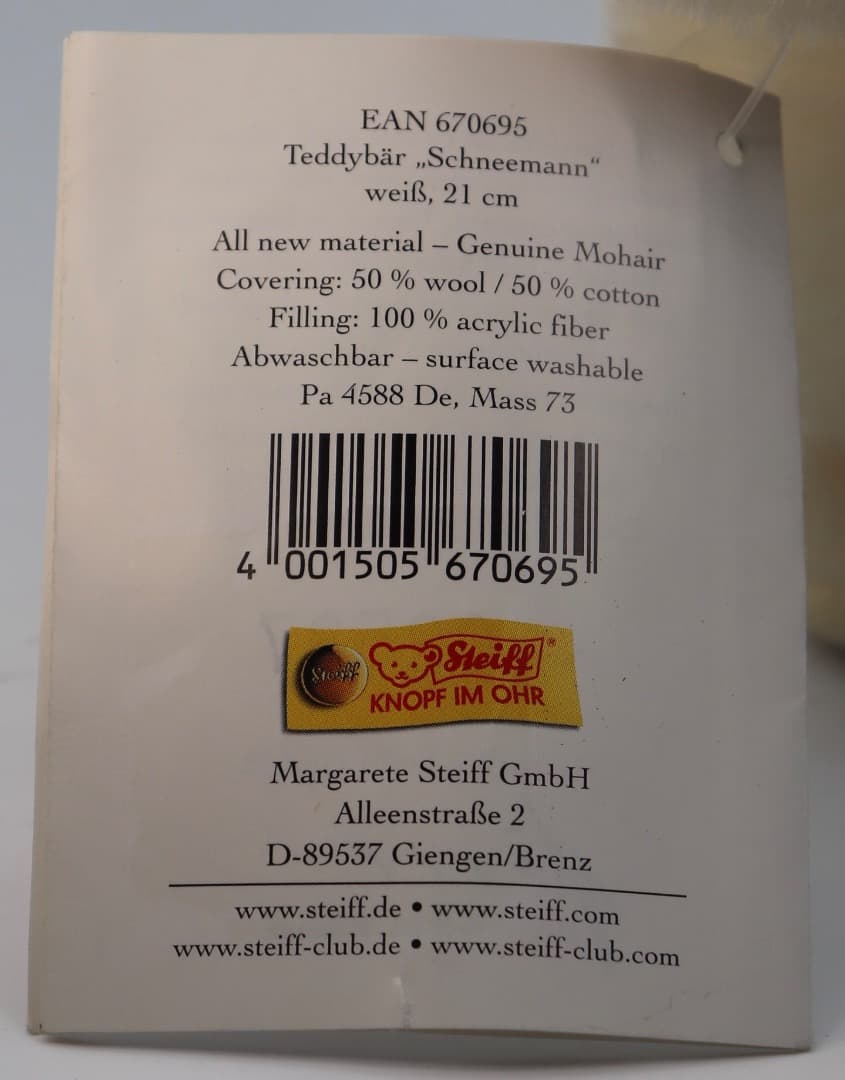 EAN 670695
Teddybär „Schneemann“
weiß, 21 cm
All new material – Genuine Mohair
Covering: 50 % wool / 50 % cotton
Filling: 100 % acrylic fiber
Abwaschbar – surface washable
Pa 4588 De, Mass 73
4 001505 670695
Steiff Steiff ®
KNOPF IM OHR
Margarete Steiff GmbH
Alleenstraße 2
D-89537 Giengen/Brenz
www.steiff.de • www.steiff.com
www.steiff-club.de • www.steiff-club.com